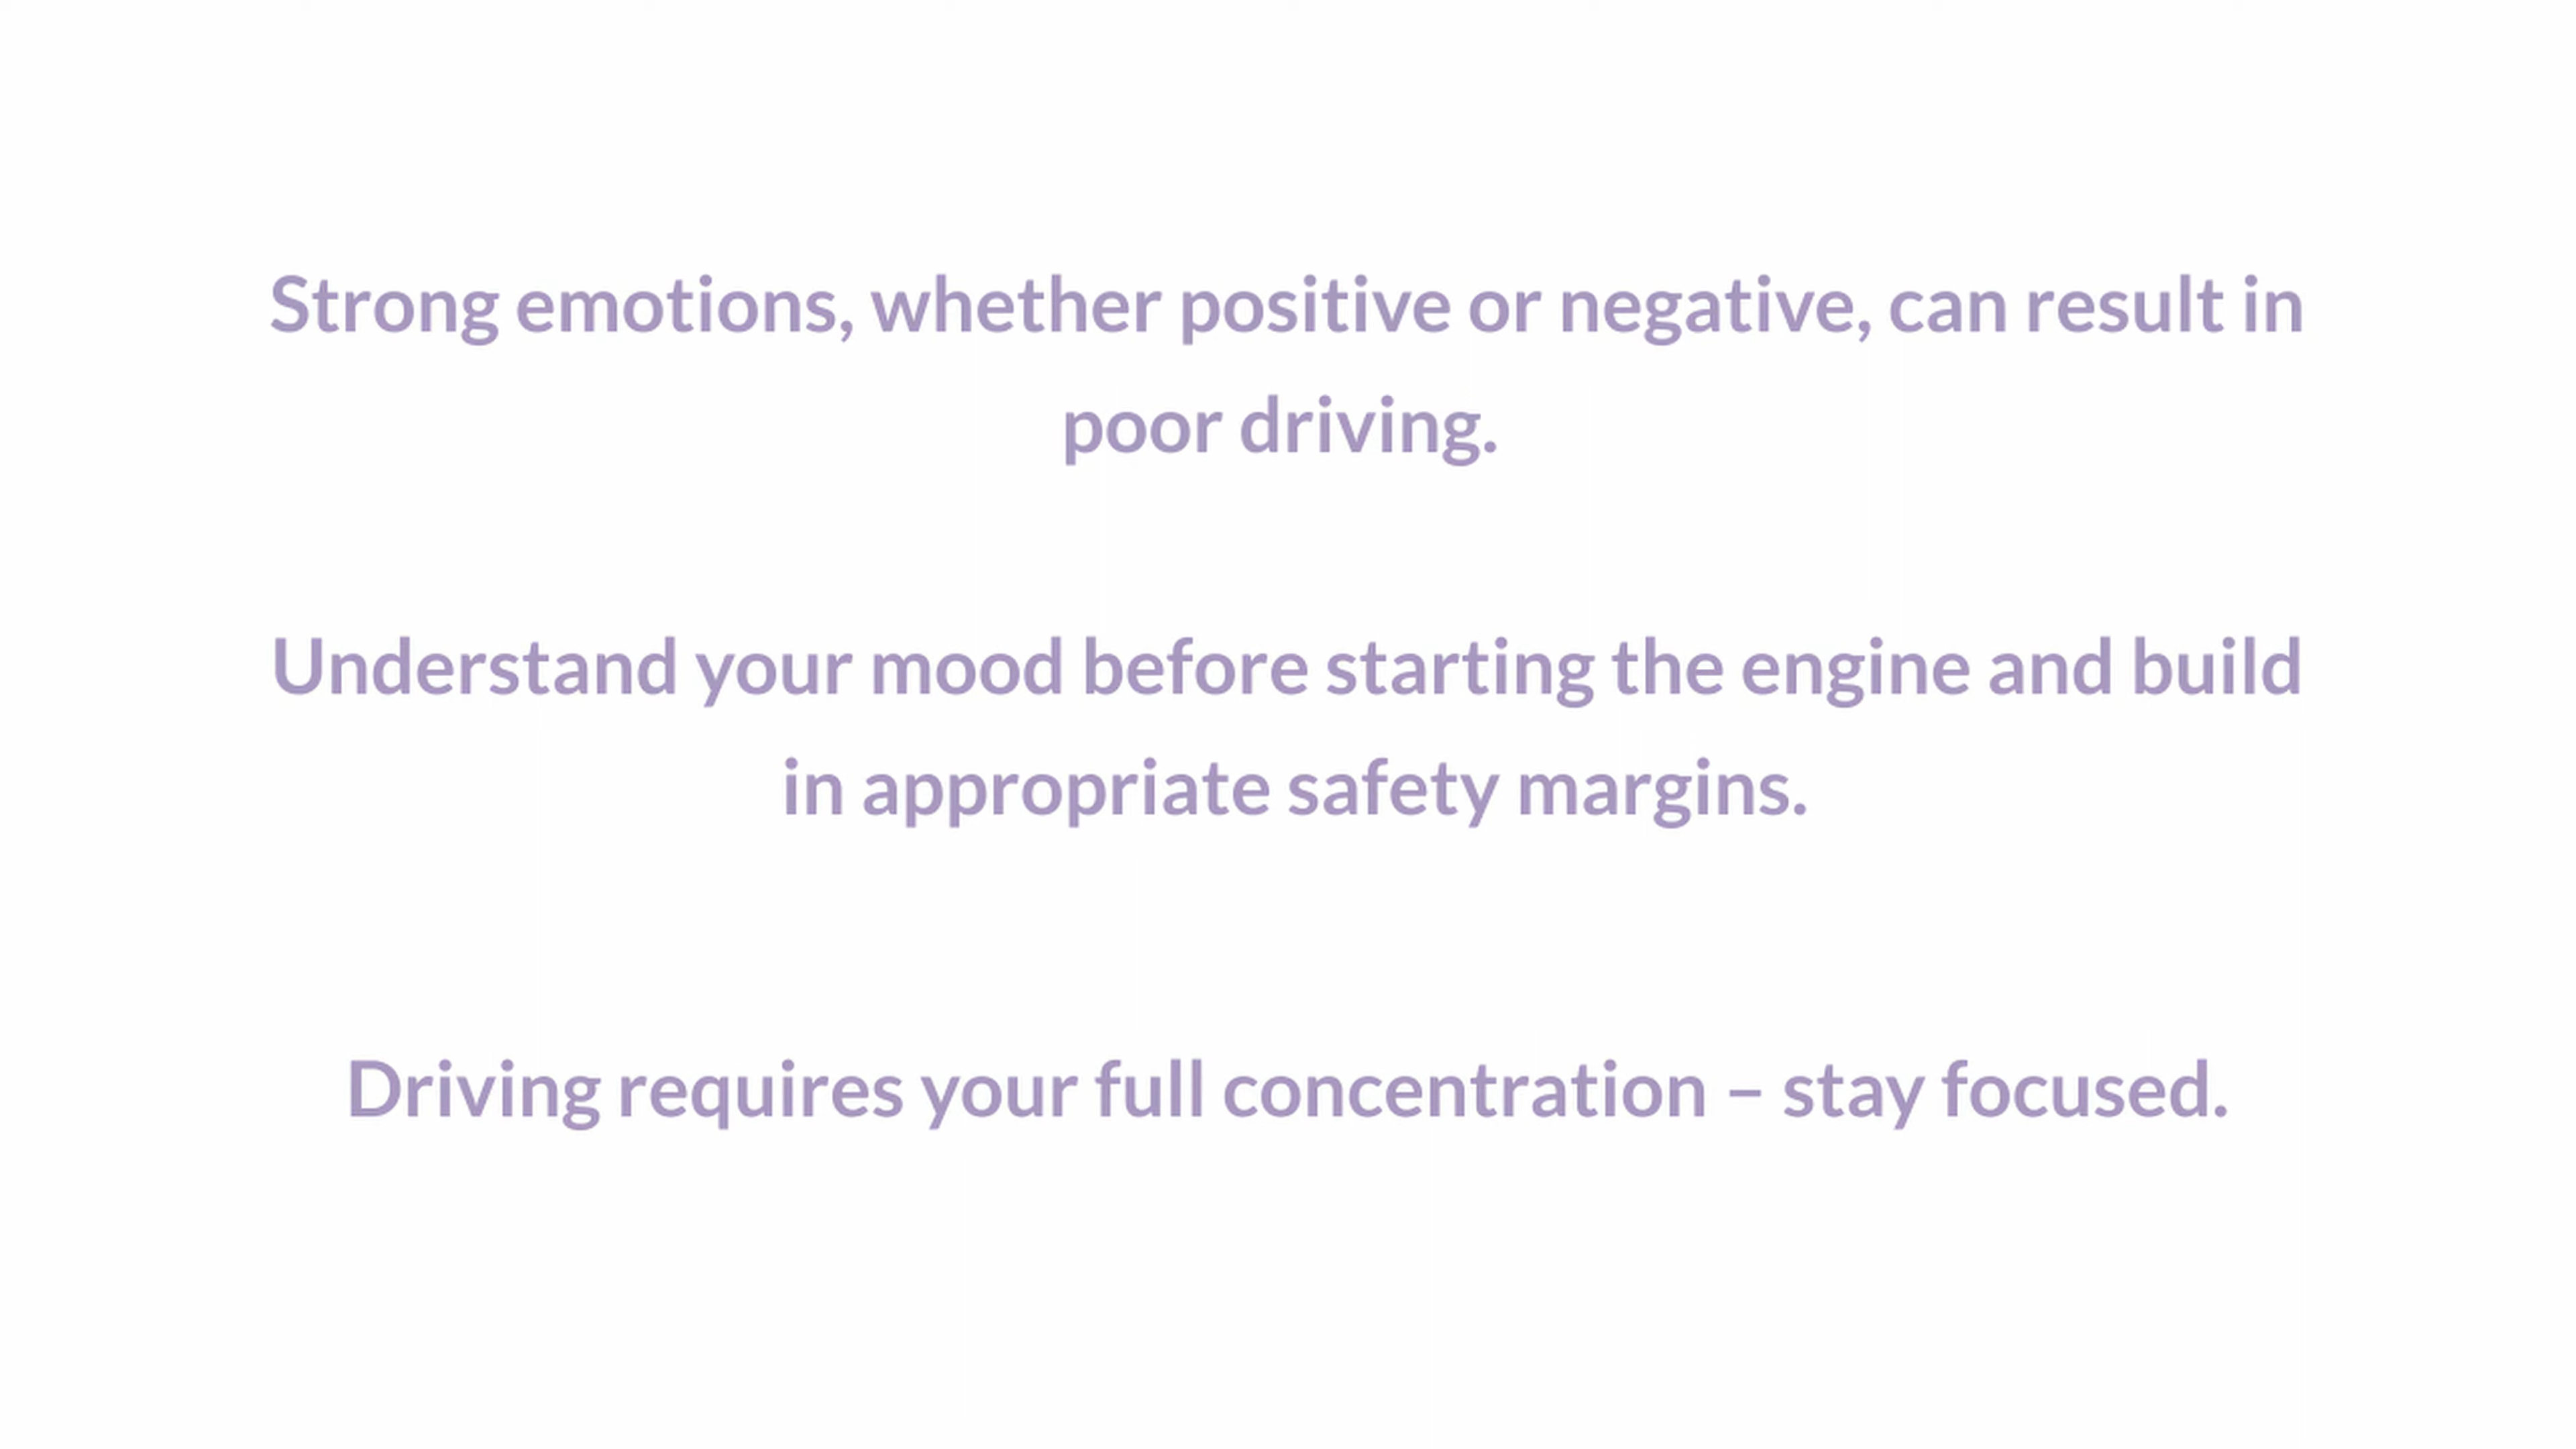 Strong emotions, whether positive or negative, can result in
poor driving.
Understand your mood before starting the engine and build
in appropriate safety margins.
Driving requires your full concentration – stay focused.